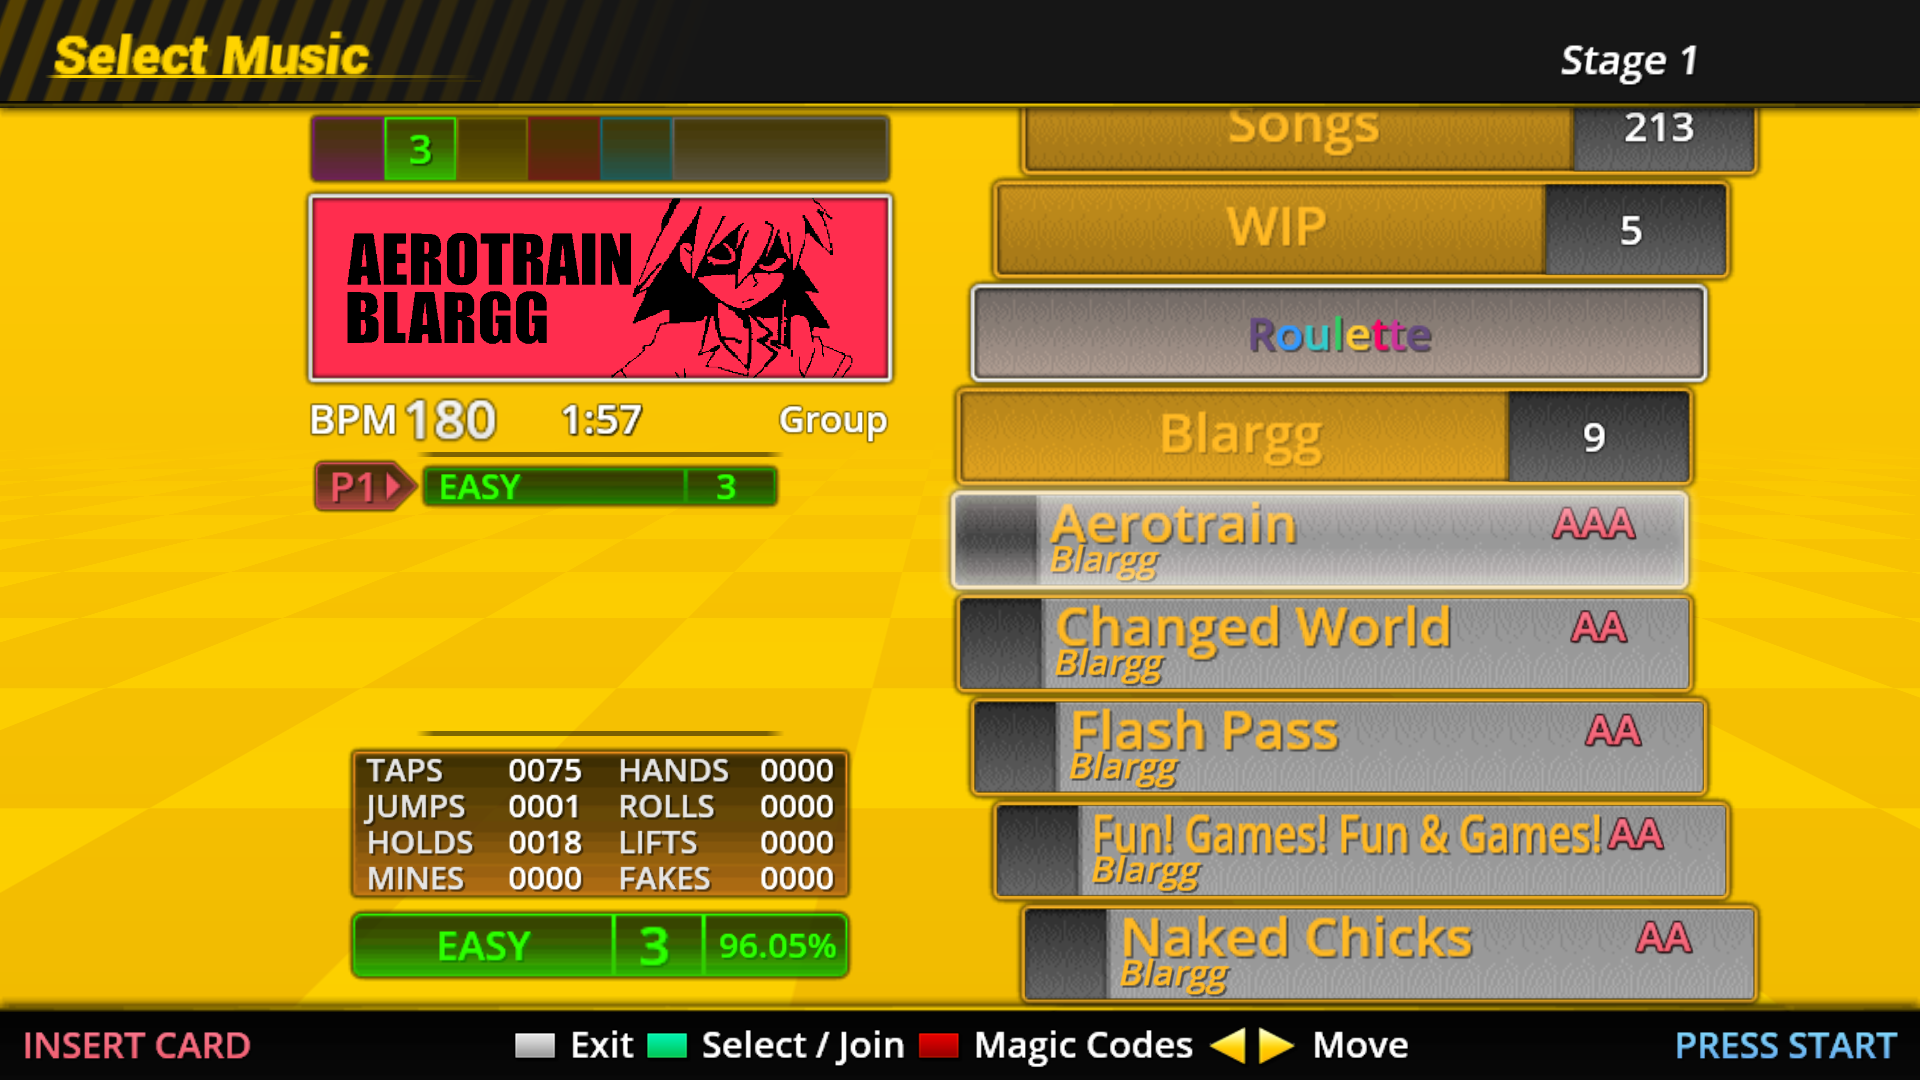 Select Music
Stage 1
3
AEROTRAIN
BLARGG
BPM 180 1:57 Group
P1 EASY 3
TAPS 0075 HANDS 0000
JUMPS 0001 ROLLS 0000
HOLDS 0018 LIFTS 0000
MINES 0000 FAKES 0000
EASY 3 96.05%
Songs 213
WIP 5
Roulette
Blargg 9
Aerotrain AAA
Blargg
Changed World AA
Blargg
Flash Pass AA
Blargg
Fun! Games! Fun & Games! AA
Blargg
Naked Chicks AA
Blargg
INSERT CARD Exit Select / Join Magic Codes Move PRESS START